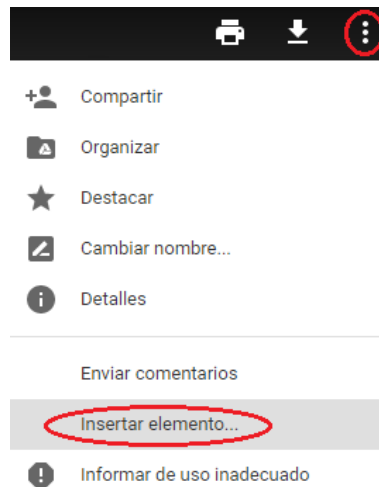 Compartir
Organizar
Destacar
Cambiar nombre...
Detalles
Enviar comentarios
Insertar elemento...
Informar de uso inadecuado